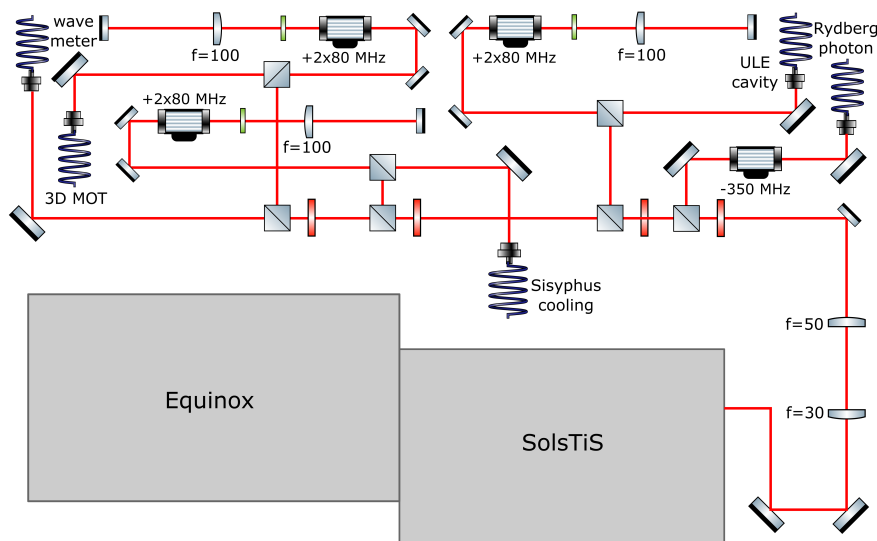 wave
meter
f=100
+2x80 MHz
+2x80 MHz
f=100
ULE
cavity
Rydberg
photon
+2x80 MHz
f=100
3D MOT
-350 MHz
Sisyphus
cooling
f=50
f=30
Equinox
SolsTiS